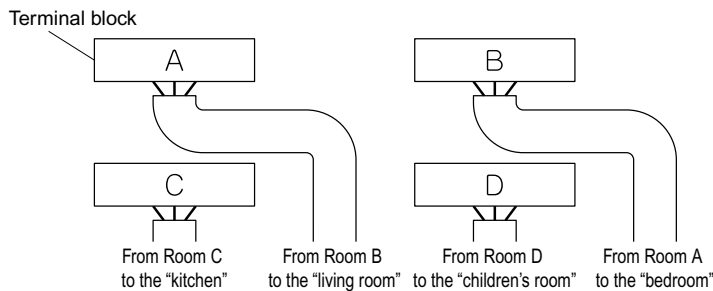 Terminal block
A
B
C
D
From Room C
to the “kitchen”
From Room B
to the “living room”
From Room D
to the “children’s room”
From Room A
to the “bedroom”